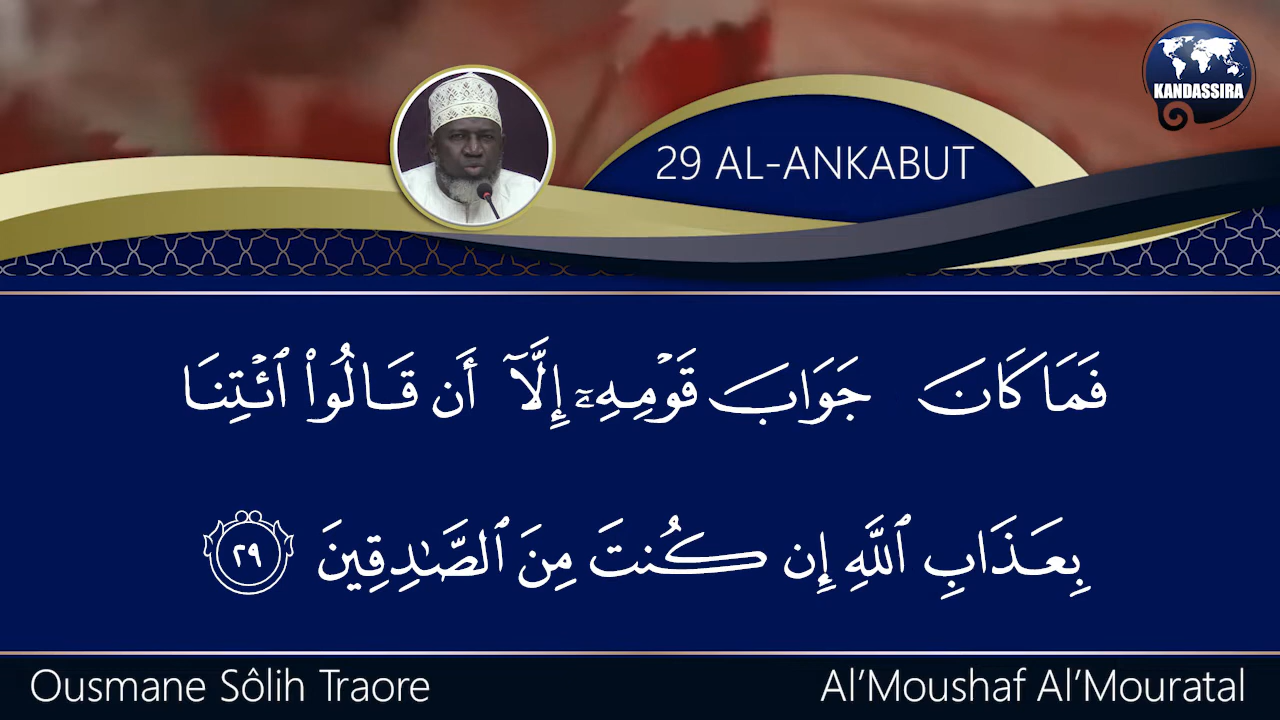 KANDASSIRA
29 AL-ANKABUT
فَمَا كَانَ جَوَابَ قَوْمِهِۦٓ إِلَّآ أَن قَالُوا۟ ٱئْتِنَا
بِعَذَابِ ٱللَّهِ إِن كُنتَ مِنَ ٱلصَّـٰدِقِينَ ٢٩
Ousmane Sôlih Traore
Al’Moushaf Al’Mouratal